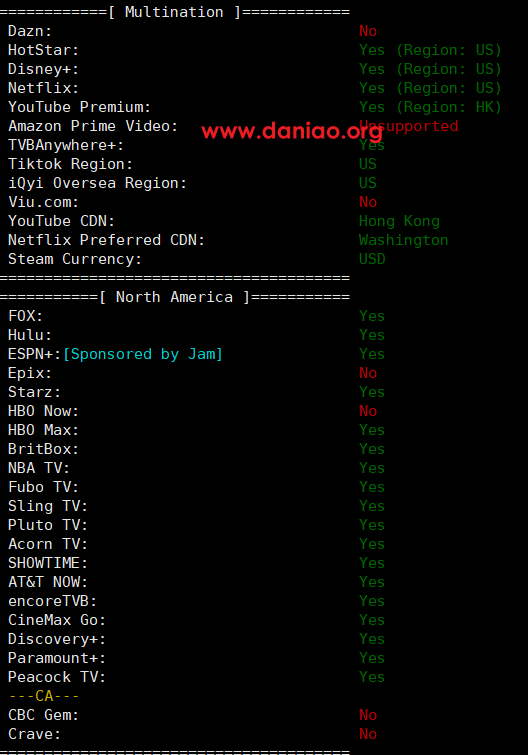 ============[ Multination ]============
Dazn: No
HotStar: Yes (Region: US)
Disney+: Yes (Region: US)
Netflix: Yes (Region: US)
YouTube Premium: Yes (Region: HK)
Amazon Prime Video: Unsupported
www.daniao.org
TVBAnywhere+: Yes
Tiktok Region: US
iQyi Oversea Region: US
Viu.com: No
YouTube CDN: Hong Kong
Netflix Preferred CDN: Washington
Steam Currency: USD
=======================================
===========[ North America ]===========
FOX: Yes
Hulu: Yes
ESPN+:[Sponsored by Jam] Yes
Epix: No
Starz: Yes
HBO Now: No
HBO Max: Yes
BritBox: Yes
NBA TV: Yes
Fubo TV: Yes
Sling TV: Yes
Pluto TV: Yes
Acorn TV: Yes
SHOWTIME: Yes
AT&T NOW: Yes
encoreTVB: Yes
CineMax Go: Yes
Discovery+: Yes
Paramount+: Yes
Peacock TV: Yes
---CA---
CBC Gem: No
Crave: No
=======================================